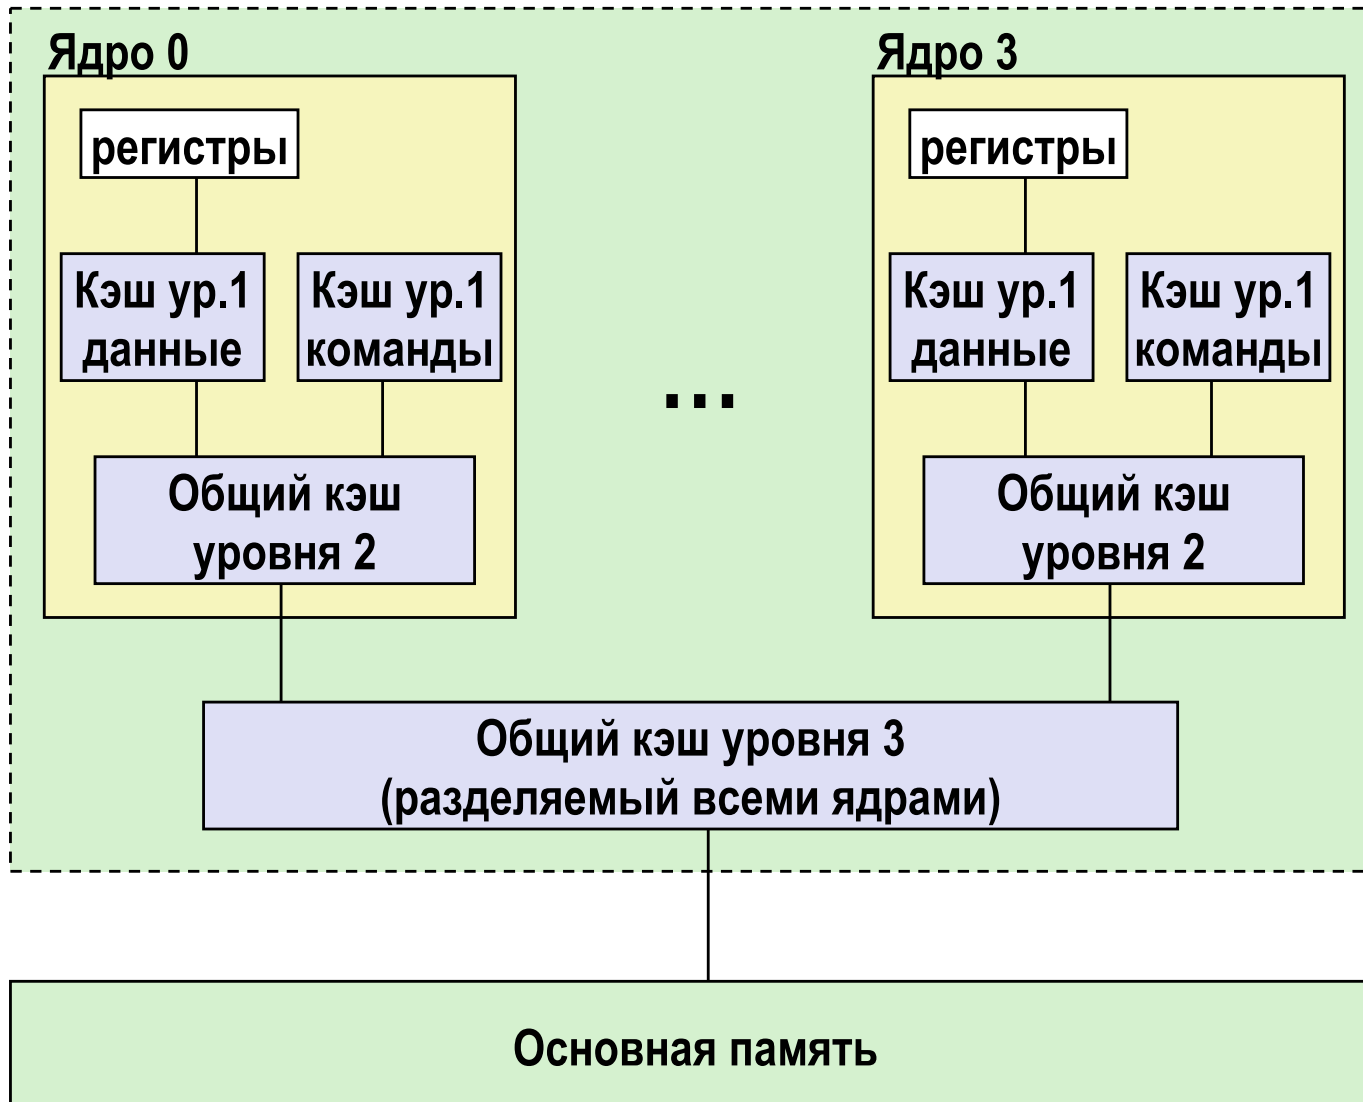 Ядро 0
регистры
Кэш ур.1
данные
Кэш ур.1
команды
Общий кэш
уровня 2
...
Ядро 3
регистры
Кэш ур.1
данные
Кэш ур.1
команды
Общий кэш
уровня 2
Общий кэш уровня 3
(разделяемый всеми ядрами)
Основная память